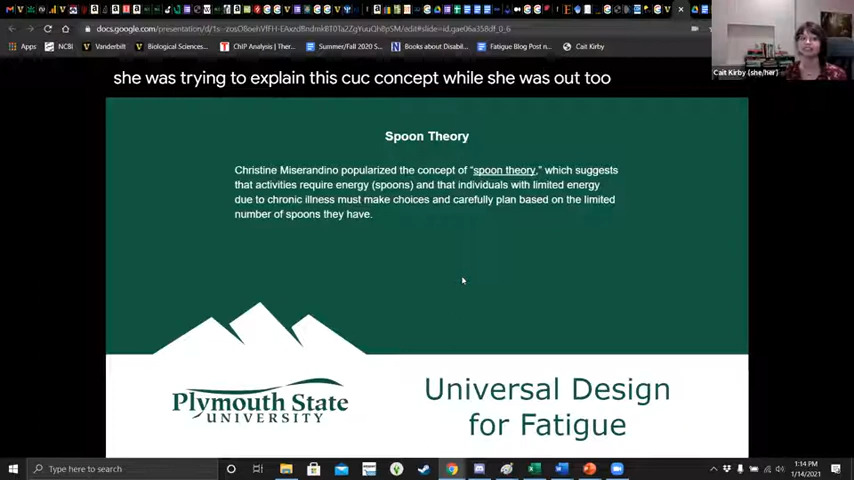 docs.google.com/presentation/d/1s
Apps
NCBI
Vanderbilt
Biological Sciences...
ChIP Analysis | Ther...
Summer/Fall 2020 S...
Books about Disabil...
Fatigue Blog Post n...
Cait Kirby
Cait Kirby (she/her)
she was trying to explain this cuc concept while she was out too
Spoon Theory
Christine Miserandino popularized the concept of “spoon theory,” which suggests
that activities require energy (spoons) and that individuals with limited energy
due to chronic illness must make choices and carefully plan based on the limited
number of spoons they have.
Plymouth State
UNIVERSITY
Universal Design
for Fatigue
Type here to search
1:14 PM
1/14/2021